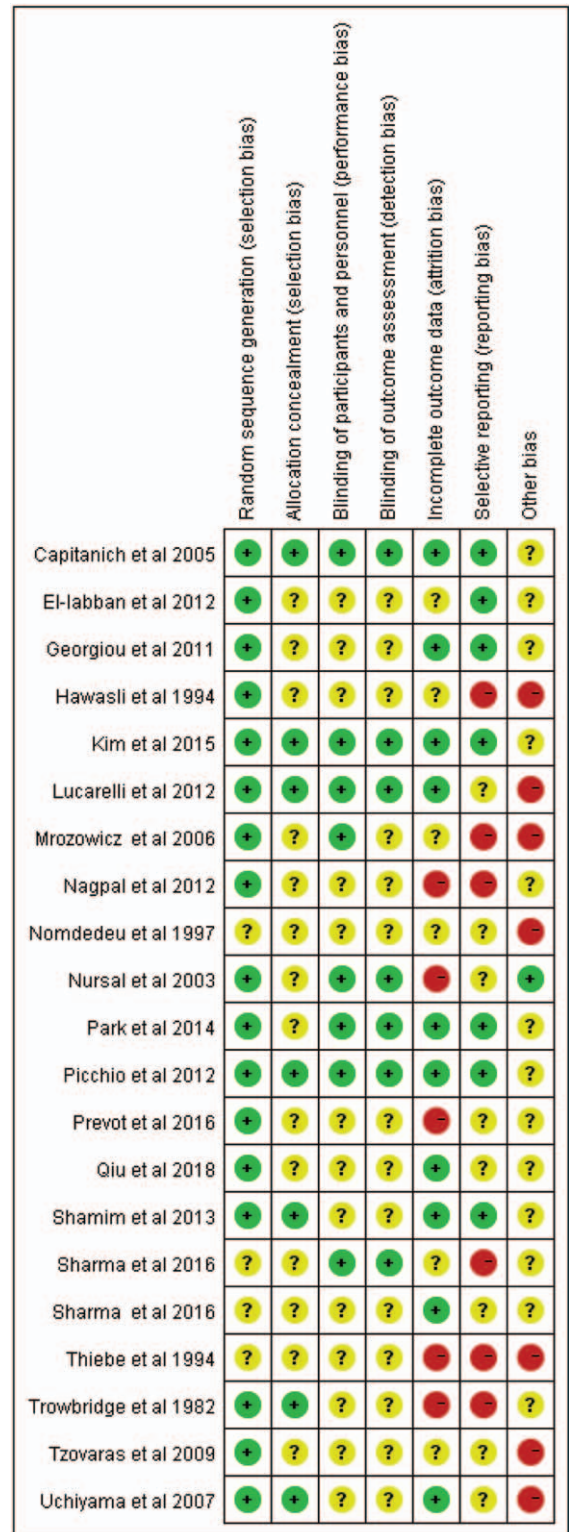 Random sequence generation (selection bias)
Allocation concealment (selection bias)
Blinding of participants and personnel (performance bias)
Blinding of outcome assessment (detection bias)
Incomplete outcome data (attrition bias)
Selective reporting (reporting bias)
Other bias
Capitanich et al 2005 + + + + + + ?
El-labban et al 2012 + ? ? ? ? + ?
Georgiou et al 2011 + ? ? ? + + ?
Hawasli et al 1994 + ? ? ? ? - -
Kim et al 2015 + + + + + + ?
Lucarelli et al 2012 + + + + + ? -
Mrozowicz et al 2006 + ? + ? ? - -
Nagpal et al 2012 + ? ? ? - - ?
Nomdedeu et al 1997 ? ? ? ? ? ? -
Nursal et al 2003 + ? + + - ? +
Park et al 2014 + ? + + + + ?
Picchio et al 2012 + + + + + + ?
Prevot et al 2016 + ? ? ? - ? ?
Qiu et al 2018 + ? ? ? + ? ?
Shamim et al 2013 + + ? ? + + ?
Sharma et al 2016 ? ? + + ? - ?
Sharma et al 2016 ? ? ? ? + ? ?
Thiebe et al 1994 ? ? ? ? - - -
Trowbridge et al 1982 + + ? ? - - ?
Tzovaras et al 2009 + ? ? ? ? ? -
Uchiyama et al 2007 + + ? ? + ? -